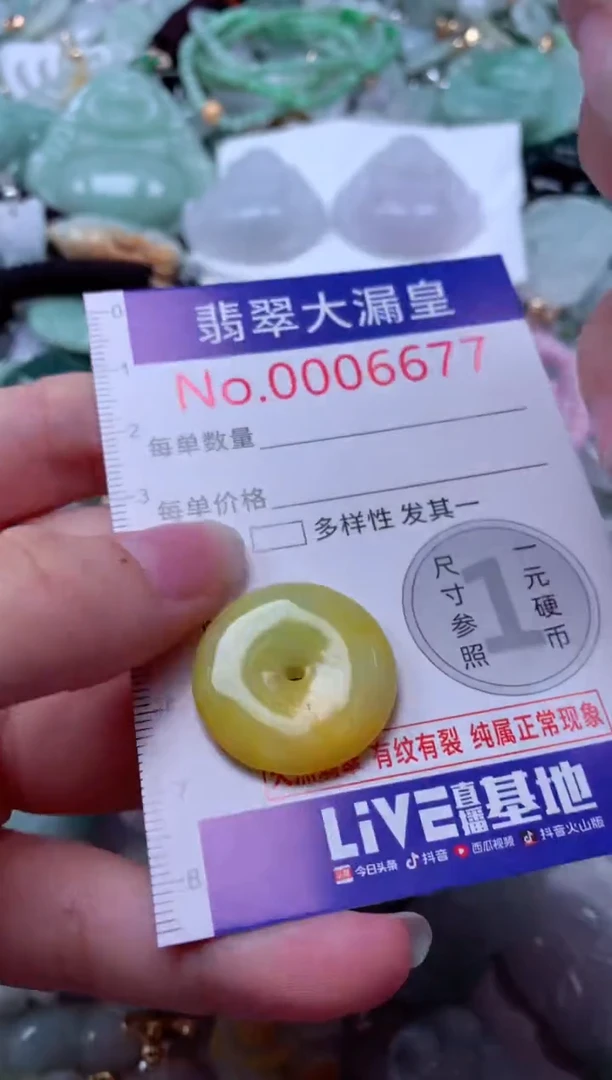 翡翠大漏皇
No.0006677
0
1
2
每单数量
3
每单价格
多样性 发其一
尺寸参照
1
一元硬币
有纹有裂 纯属正常现象
7
8
LiVE直播基地
头条 今日头条 抖音 西瓜视频 抖音火山版